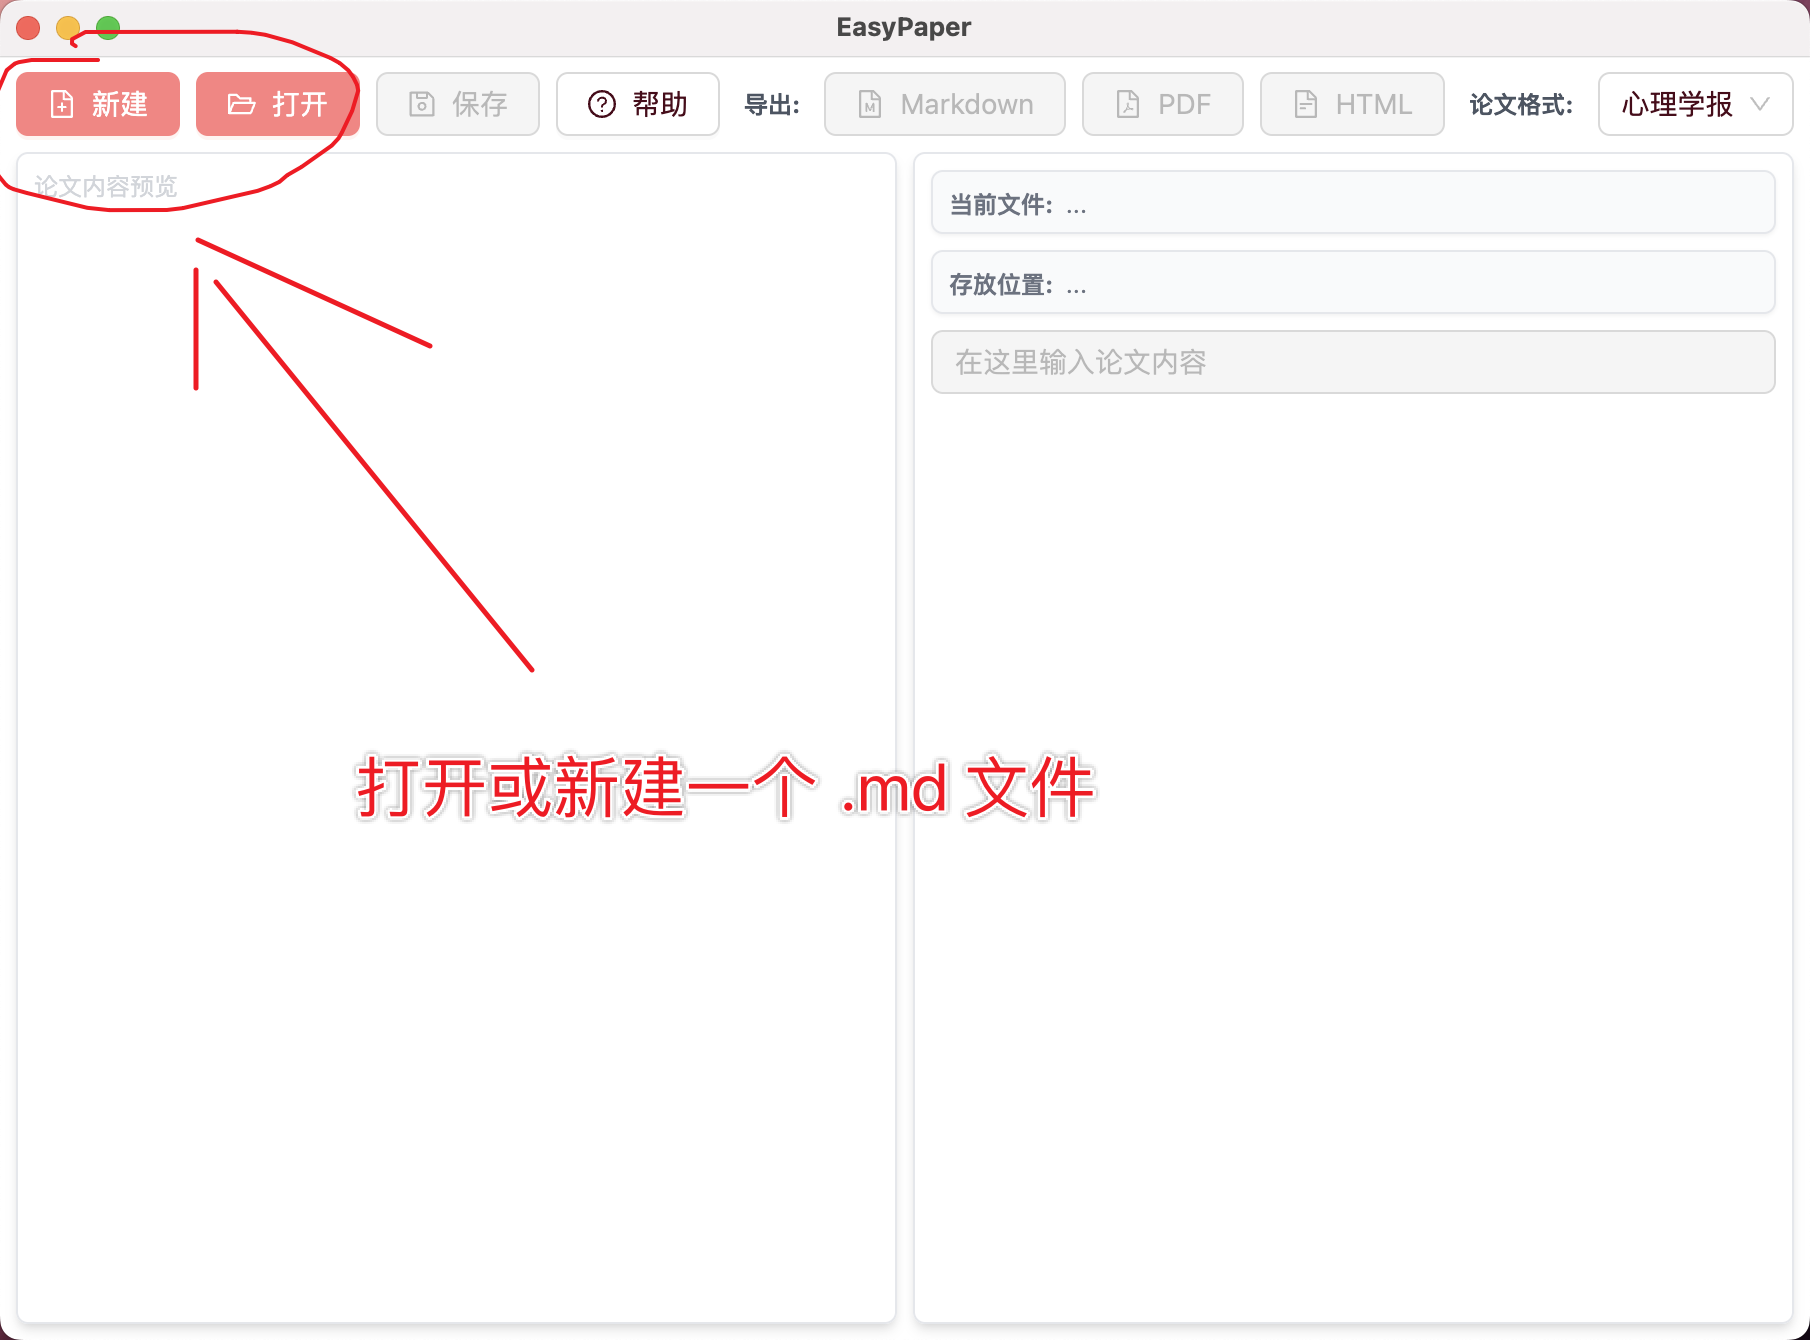 EasyPaper
新建 打开 保存 帮助 导出: Markdown PDF HTML 论文格式: 心理学报
论文内容预览
当前文件: ...
存放位置: ...
在这里输入论文内容
打开或新建一个 .md 文件